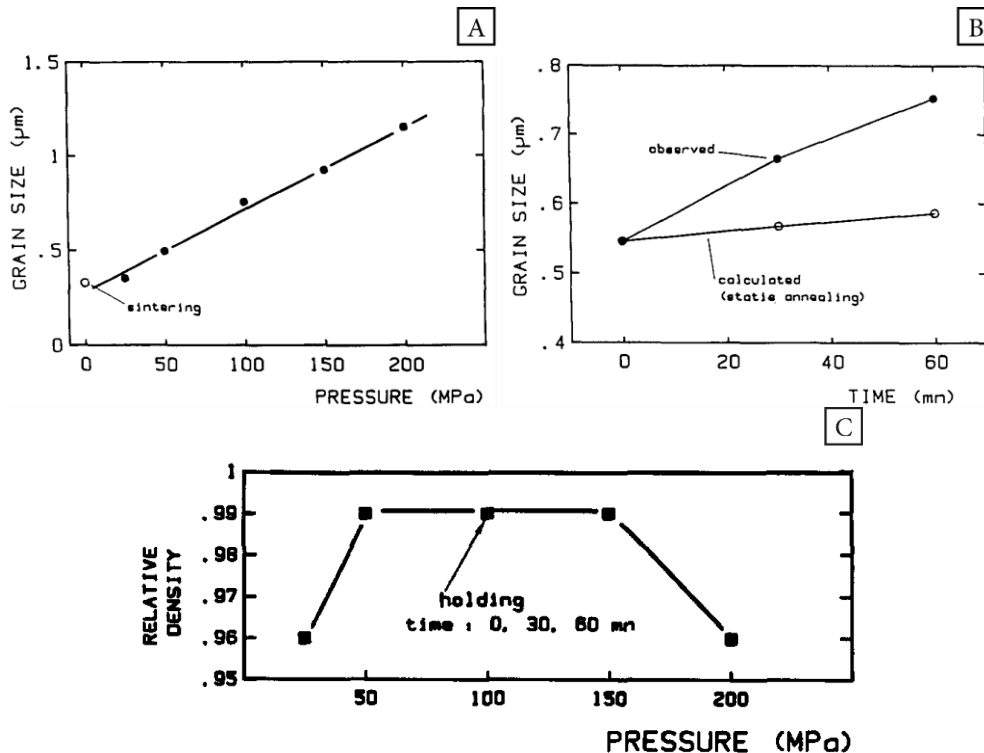 A
1.5
1
.5
0
GRAIN SIZE (µm)
sintering
0 50 100 150 200
PRESSURE (MPa)
B
.8
.7
.6
.5
.4
GRAIN SIZE (µm)
observed
calculated
(static annealing)
0 20 40 60
TIME (mn)
C
1
.99
.98
.97
.96
.95
RELATIVE
DENSITY
holding
time : 0, 30, 60 mn
50 100 150 200
PRESSURE (MPa)